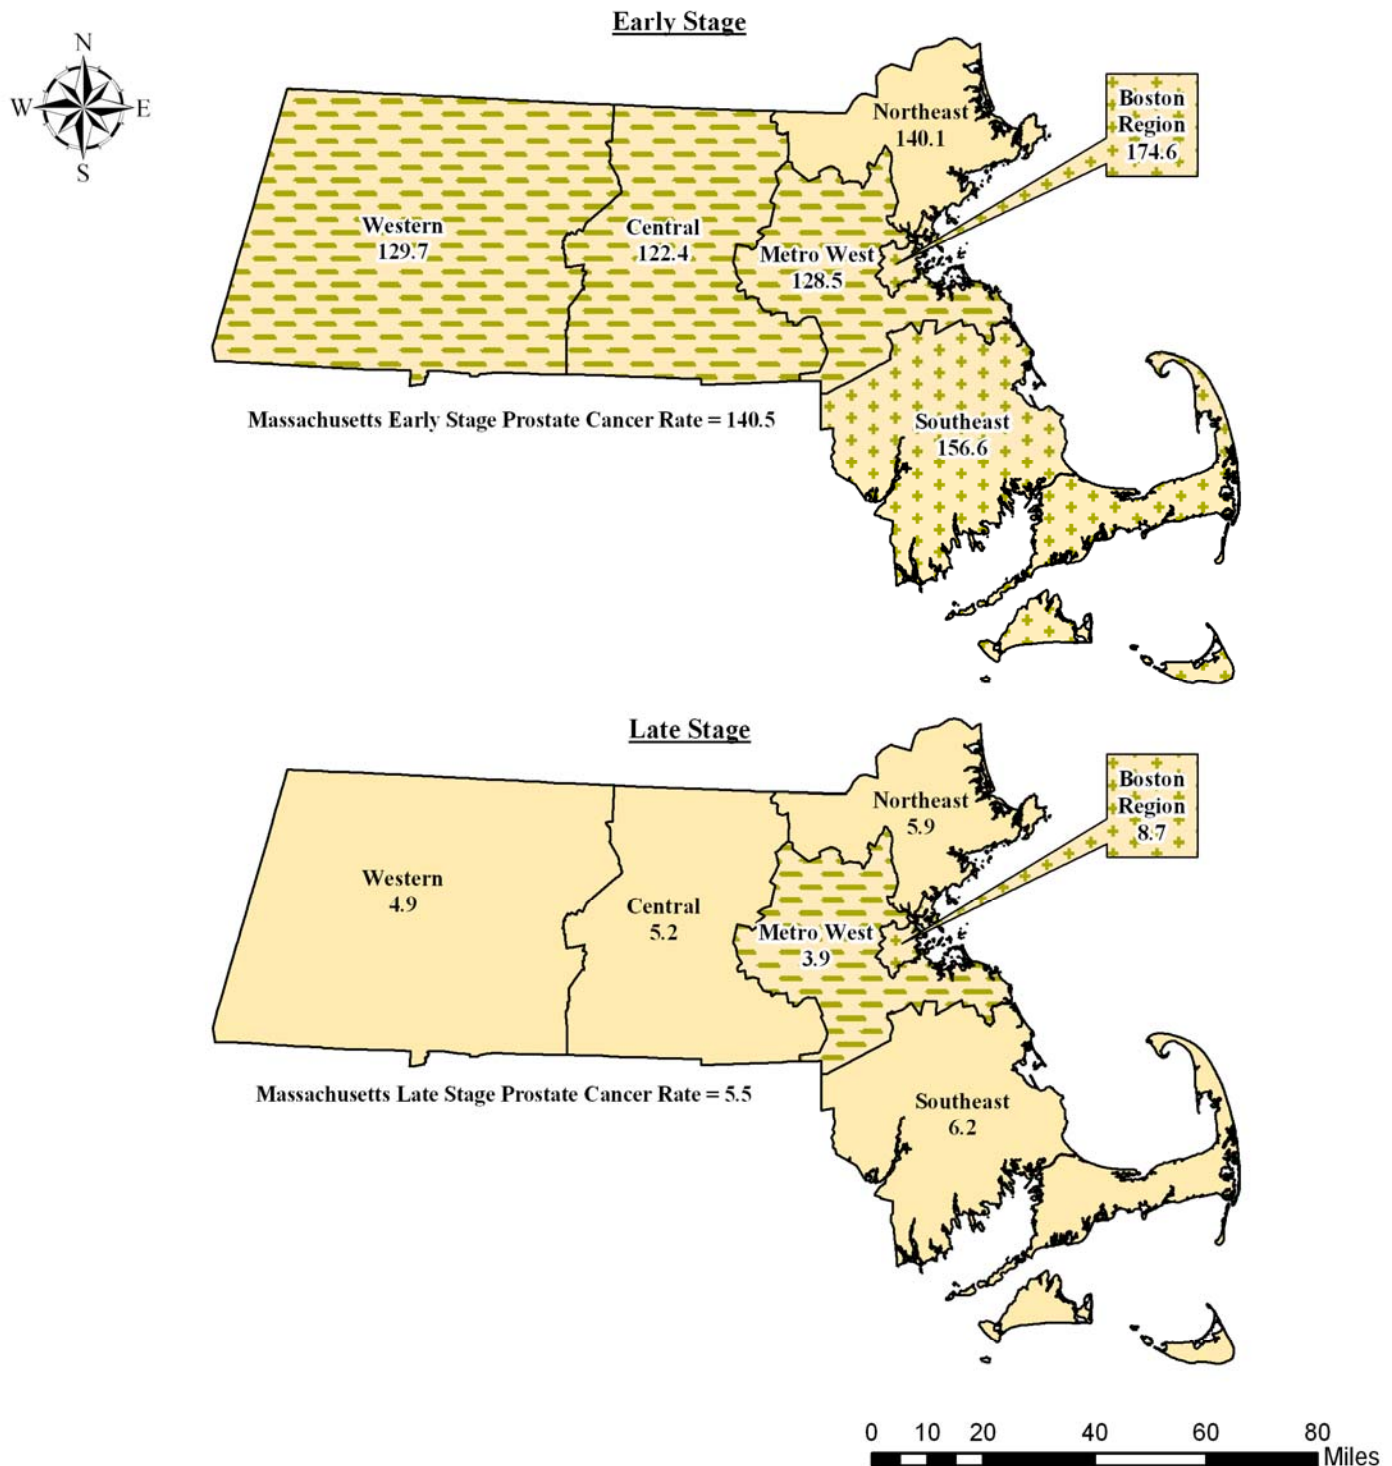 Early Stage
N
W E
S
Northeast
140.1
Boston
Region
174.6
Western
129.7
Central
122.4
Metro West
128.5
Massachusetts Early Stage Prostate Cancer Rate = 140.5
Southeast
156.6
Late Stage
Northeast
5.9
Boston
Region
8.7
Western
4.9
Central
5.2
Metro West
3.9
Massachusetts Late Stage Prostate Cancer Rate = 5.5
Southeast
6.2
0 10 20 40 60 80
Miles